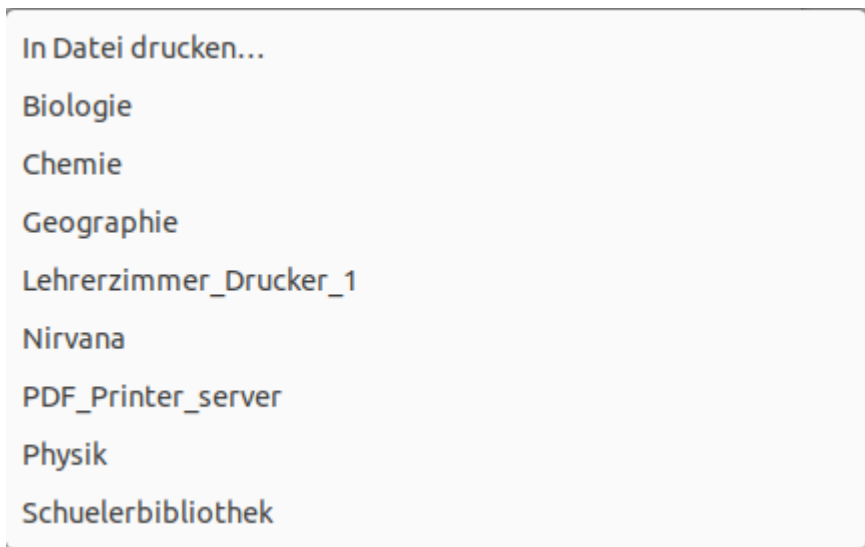 In Datei drucken…
Biologie
Chemie
Geographie
Lehrerzimmer_Drucker_1
Nirvana
PDF_Printer_server
Physik
Schuelerbibliothek